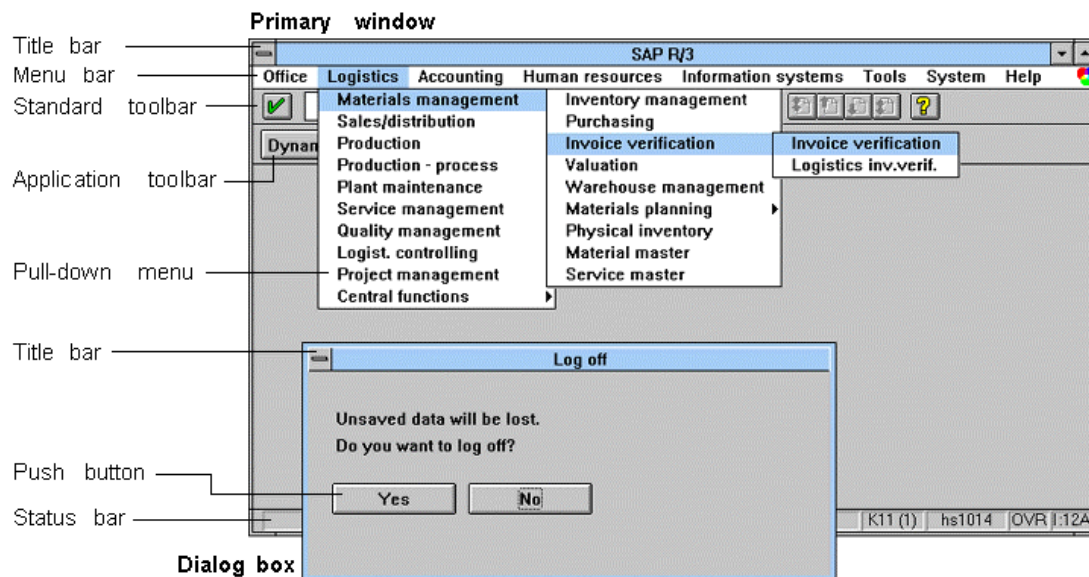 Primary window
Title bar
SAP R/3
Menu bar
Office Logistics Accounting Human resources Information systems Tools System Help
Standard toolbar
Materials management
Sales/distribution
Production
Production - process
Plant maintenance
Service management
Quality management
Logist. controlling
Project management
Central functions
Inventory management
Purchasing
Invoice verification
Valuation
Warehouse management
Materials planning
Physical inventory
Material master
Service master
Invoice verification
Logistics inv.verif.
?
Dynam
Application toolbar
Pull-down menu
Title bar
Log off
Unsaved data will be lost.
Do you want to log off?
Push button
Yes No
Status bar
K11 (1) hs1014 OVR :12A
Dialog box